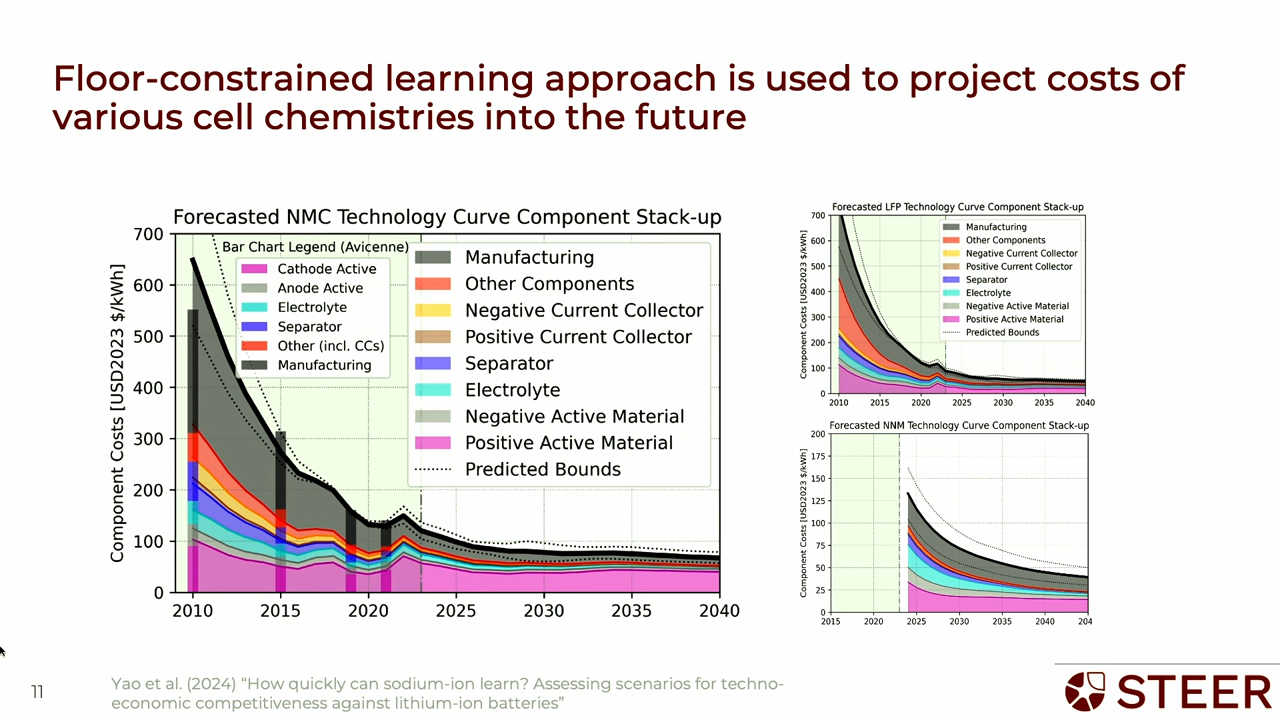 Floor-constrained learning approach is used to project costs of
various cell chemistries into the future
Forecasted NMC Technology Curve Component Stack-up
Component Costs [USD2023 $/kWh]
700
600
500
400
300
200
100
0
2010
2015
2020
2025
2030
2035
2040
Bar Chart Legend (Avicenne)
Cathode Active
Anode Active
Electrolyte
Separator
Other (incl. CCs)
Manufacturing
Manufacturing
Other Components
Negative Current Collector
Positive Current Collector
Separator
Electrolyte
Negative Active Material
Positive Active Material
Predicted Bounds
Forecasted LFP Technology Curve Component Stack-up
Component Costs [USD2023 $/kWh]
700
600
500
400
300
200
100
0
2010
2015
2020
2025
2030
2035
2040
Manufacturing
Other Components
Negative Current Collector
Positive Current Collector
Separator
Electrolyte
Negative Active Material
Positive Active Material
Predicted Bounds
Forecasted NNM Technology Curve Component Stack-up
Component Costs [USD2023 $/kWh]
200
175
150
125
100
75
50
25
0
2015
2020
2025
2030
2035
2040
204
11
Yao et al. (2024) “How quickly can sodium-ion learn? Assessing scenarios for techno-
economic competitiveness against lithium-ion batteries”
STEER